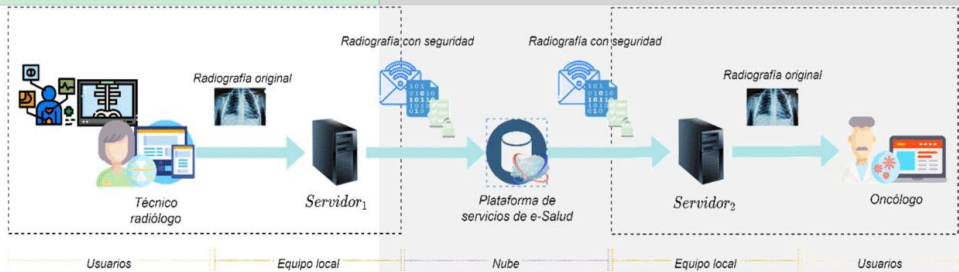 Radiografía con seguridad
Radiografía con seguridad
Radiografía original
Radiografía original
Técnico
radiólogo
Servidor₁
Plataforma de
servicios de e-Salud
Servidor₂
Oncólogo
Usuarios
Equipo local
Nube
Equipo local
Usuarios